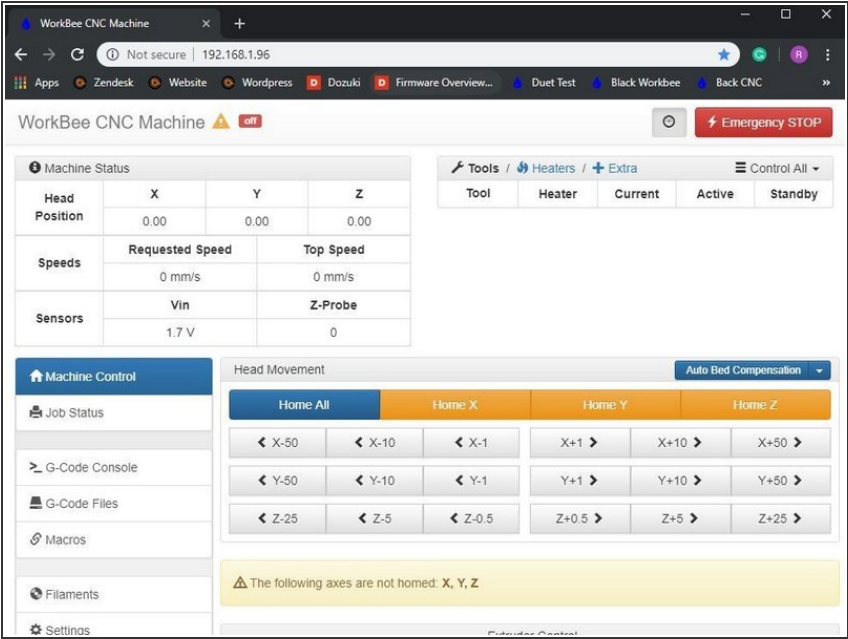 WorkBee CNC Machine
Not secure | 192.168.1.96
R
Apps Zendesk Website Wordpress Dozuki Firmware Overview... Duet Test Black Workbee Back CNC »
WorkBee CNC Machine off Emergency STOP
Machine Status
Tools / Heaters / + Extra Control All
Head Position X Y Z
0.00 0.00 0.00
Speeds Requested Speed Top Speed
0 mm/s 0 mm/s
Sensors Vin Z-Probe
1.7 V 0
Tool Heater Current Active Standby
Machine Control
Job Status
G-Code Console
G-Code Files
Macros
Filaments
Settings
Head Movement Auto Bed Compensation
Home All Home X Home Y Home Z
X-50 X-10 X-1 X+1 X+10 X+50
Y-50 Y-10 Y-1 Y+1 Y+10 Y+50
Z-25 Z-5 Z-0.5 Z+0.5 Z+5 Z+25
The following axes are not homed: X, Y, Z
Extruder Control